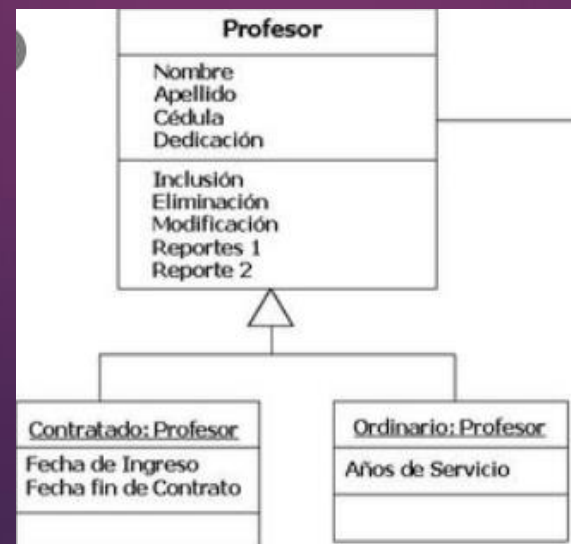 Profesor
Nombre
Apellido
Cédula
Dedicación
Inclusión
Eliminación
Modificación
Reportes 1
Reporte 2
Contratado: Profesor
Fecha de Ingreso
Fecha fin de Contrato
Ordinario: Profesor
Años de Servicio